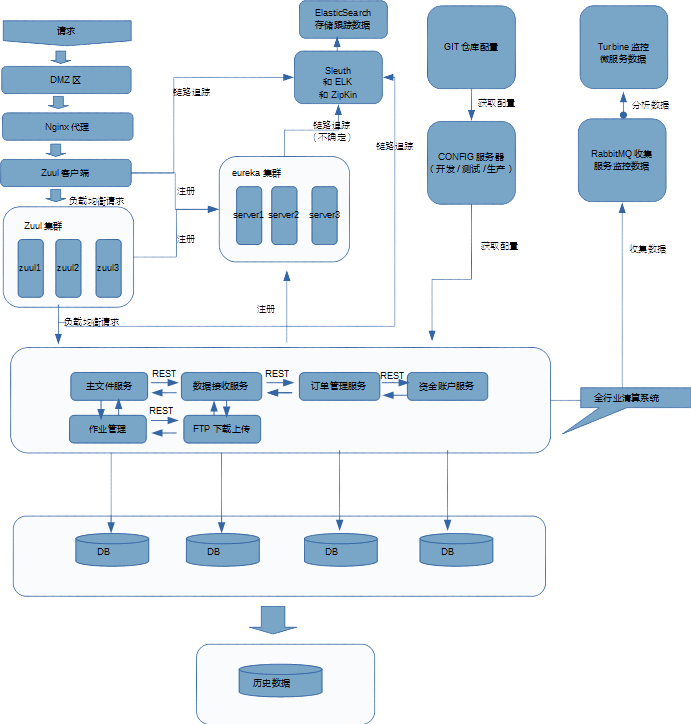 请求
DMZ 区
Nginx 代理
Zuul 客户端
负载均衡请求
Zuul 集群
zuul1
zuul2
zuul3
ElasticSearch
存储跟踪数据
Sleuth
和 ELK
和 ZipKin
链路追踪
链路追踪
（不确定）
链路追踪
注册
注册
eureka 集群
server1
server2
server3
GIT 仓库配置
获取配置
CONFIG 服务器
（开发 / 测试 / 生产）
获取配置
Turbine 监控
微服务数据
分析数据
RabbitMQ 收集
服务监控数据
收集数据
注册
负载均衡请求
主文件服务
REST
数据接收服务
REST
订单管理服务
REST
资金账户服务
作业管理
REST
FTP 下载上传
全行业清算系统
DB
DB
DB
DB
历史数据